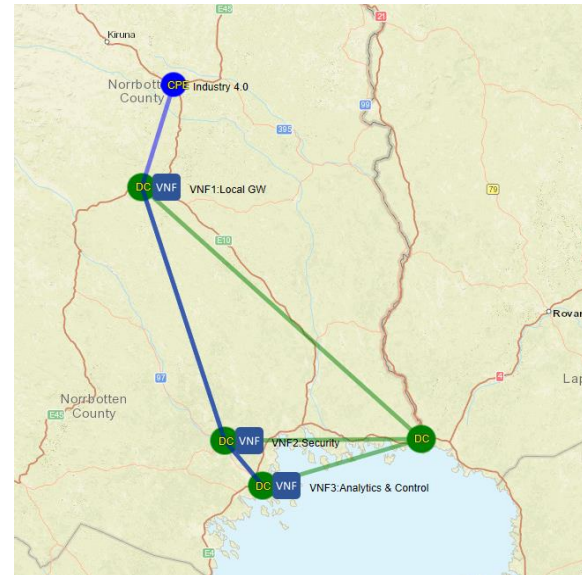 E45
21
Kiruna
Norrbotten
County
CPE
Industry 4.0
99
395
DC
VNF
VNF1:Local GW
79
E10
Rovan
4
97
Norrbotten
County
E45
DC
VNF
VNF2:Security
DC
DC
VNF
VNF3:Analytics & Control
E4